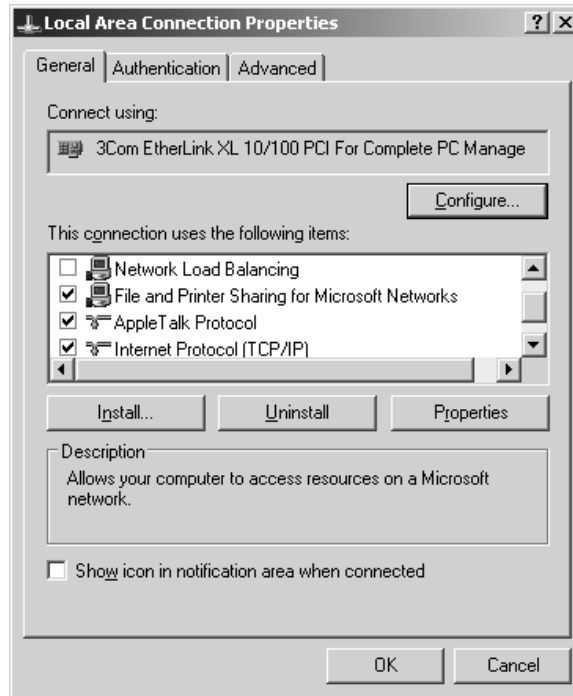 Local Area Connection Properties ? X
General Authentication Advanced
Connect using:
3Com EtherLink XL 10/100 PCI For Complete PC Manage
Configure...
This connection uses the following items:
Network Load Balancing
File and Printer Sharing for Microsoft Networks
AppleTalk Protocol
Internet Protocol (TCP/IP)
Install... Uninstall Properties
Description
Allows your computer to access resources on a Microsoft
network.
Show icon in notification area when connected
OK Cancel